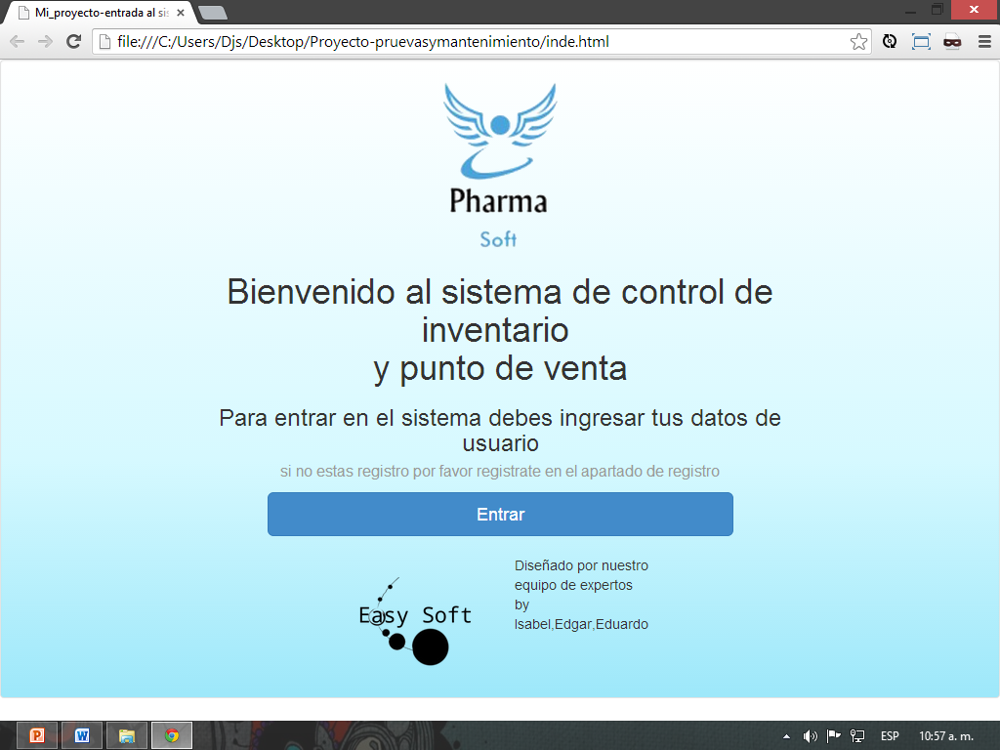 Mi_proyecto-entrada al sis
file:///C:/Users/Djs/Desktop/Proyecto-pruevasymantenimiento/inde.html
Pharma
Soft
Bienvenido al sistema de control de
inventario
y punto de venta
Para entrar en el sistema debes ingresar tus datos de
usuario
si no estas registro por favor registrate en el apartado de registro
Entrar
Easy Soft
Diseñado por nuestro
equipo de expertos
by
Isabel,Edgar,Eduardo
ESP
10:57 a. m.